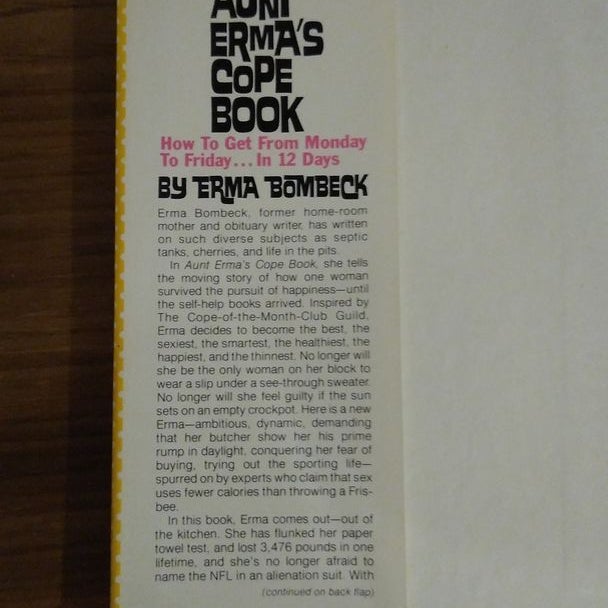 AUNT
ERMA'S
COPE
BOOK
How To Get From Monday
To Friday...In 12 Days
BY ERMA BOMBECK
Erma Bombeck, former home-room
mother and obituary writer, has written
on such diverse subjects as septic
tanks, cherries, and life in the pits.
In Aunt Erma's Cope Book, she tells
the moving story of how one woman
survived the pursuit of happiness—until
the self-help books arrived. Inspired by
The Cope-of-the-Month-Club Guild,
Erma decides to become the best, the
sexiest, the smartest, the healthiest, the
happiest, and the thinnest. No longer will
she be the only woman on her block to
wear a slip under a see-through sweater.
No longer will she feel guilty if the sun
sets on an empty crockpot. Here is a new
Erma—ambitious, dynamic, demanding
that her butcher show her his prime
rump in daylight, conquering her fear of
buying, trying out the sporting life—
spurred on by experts who claim that sex
uses fewer calories than throwing a Fris-
bee.
In this book, Erma comes out—out of
the kitchen. She has flunked her paper
towel test, and lost 3,476 pounds in one
lifetime, and she's no longer afraid to
name the NFL in an alienation suit. With
(continued on back flap)